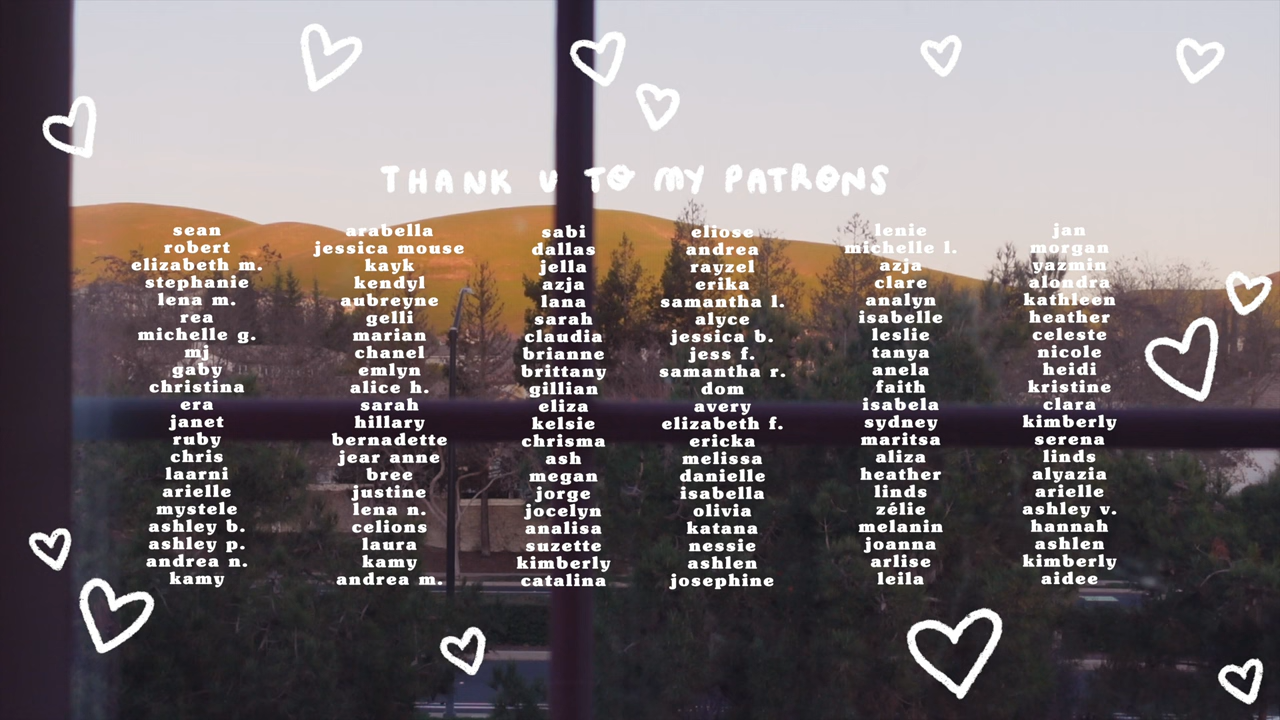 THANK U TO MY PATRONS
sean
robert
elizabeth m.
stephanie
lena m.
rea
michelle g.
mj
gaby
christina
era
janet
ruby
chris
laarni
arielle
mystele
ashley b.
ashley p.
andrea n.
kamy
arabella
jessica mouse
kayk
kendyl
aubreyne
gelli
marian
chanel
emlyn
alice h.
sarah
hillary
bernadette
jear anne
bree
justine
lena n.
celions
laura
kamy
andrea m.
sabi
dallas
jella
azja
lana
sarah
claudia
brianne
brittany
gillian
eliza
kelsie
chrisma
ash
megan
jorge
jocelyn
analisa
suzette
kimberly
catalina
eliose
andrea
rayzel
erika
samantha l.
alyce
jessica b.
jess f.
samantha r.
dom
avery
elizabeth f.
ericka
melissa
danielle
isabella
olivia
katana
nessie
ashlen
josephine
lenie
michelle l.
azja
clare
analyn
isabelle
leslie
tanya
anela
faith
isabela
sydney
maritsa
aliza
heather
linds
zélie
melanin
joanna
arlise
leila
jan
morgan
yazmin
alondra
kathleen
heather
celeste
nicole
heidi
kristine
clara
kimberly
serena
linds
alyazia
arielle
ashley v.
hannah
ashlen
kimberly
aidee